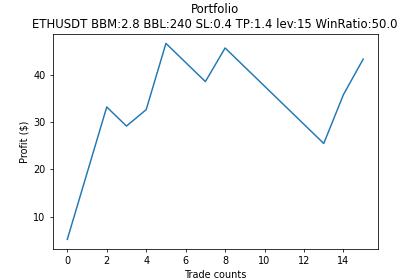 Portfolio
ETHUSDT BBM:2.8 BBL:240 SL:0.4 TP:1.4 lev:15 WinRatio:50.0
Profit ($)
40
30
20
10
0 2 4 6 8 10 12 14
Trade counts